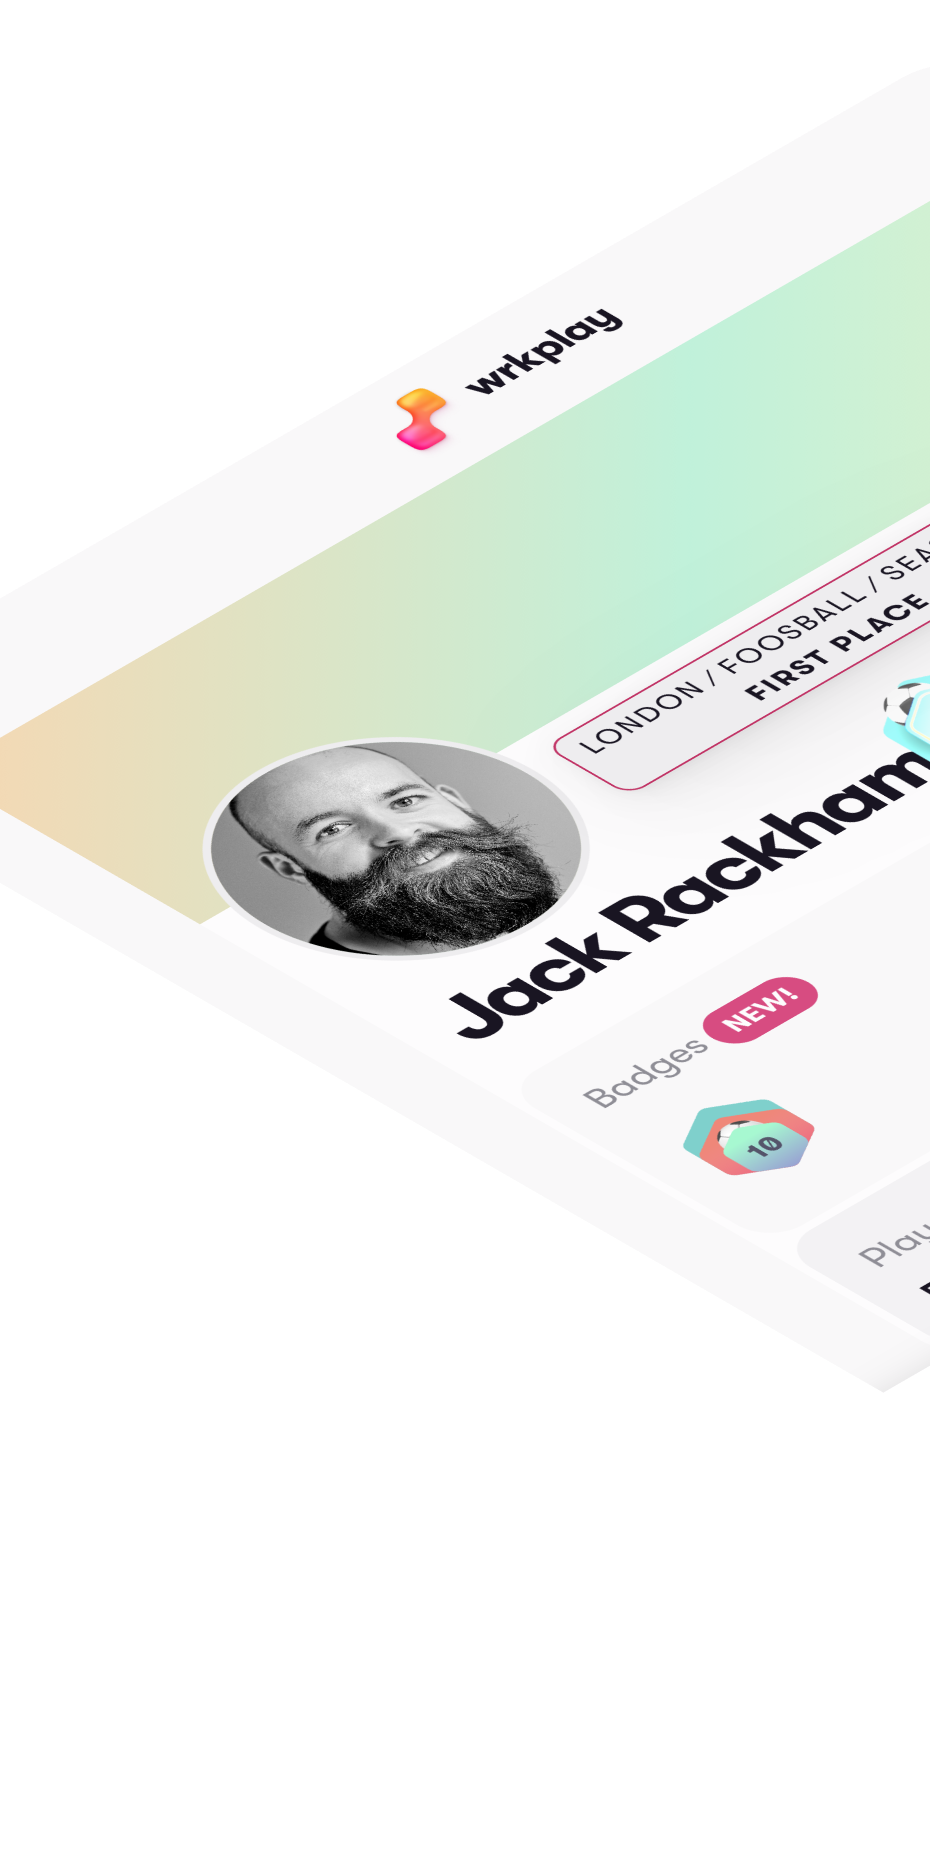 wrkplay
LONDON / FOOSBALL /
FIRST PLACE
Jack Rackham
Badges NEW!
10